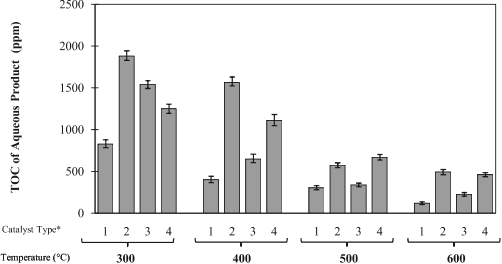 TOC of Aqueous Product (ppm)
2500
2000
1500
1000
500
0
Catalyst Type* 1 2 3 4 1 2 3 4 1 2 3 4 1 2 3 4
Temperature (°C) 300 400 500 600